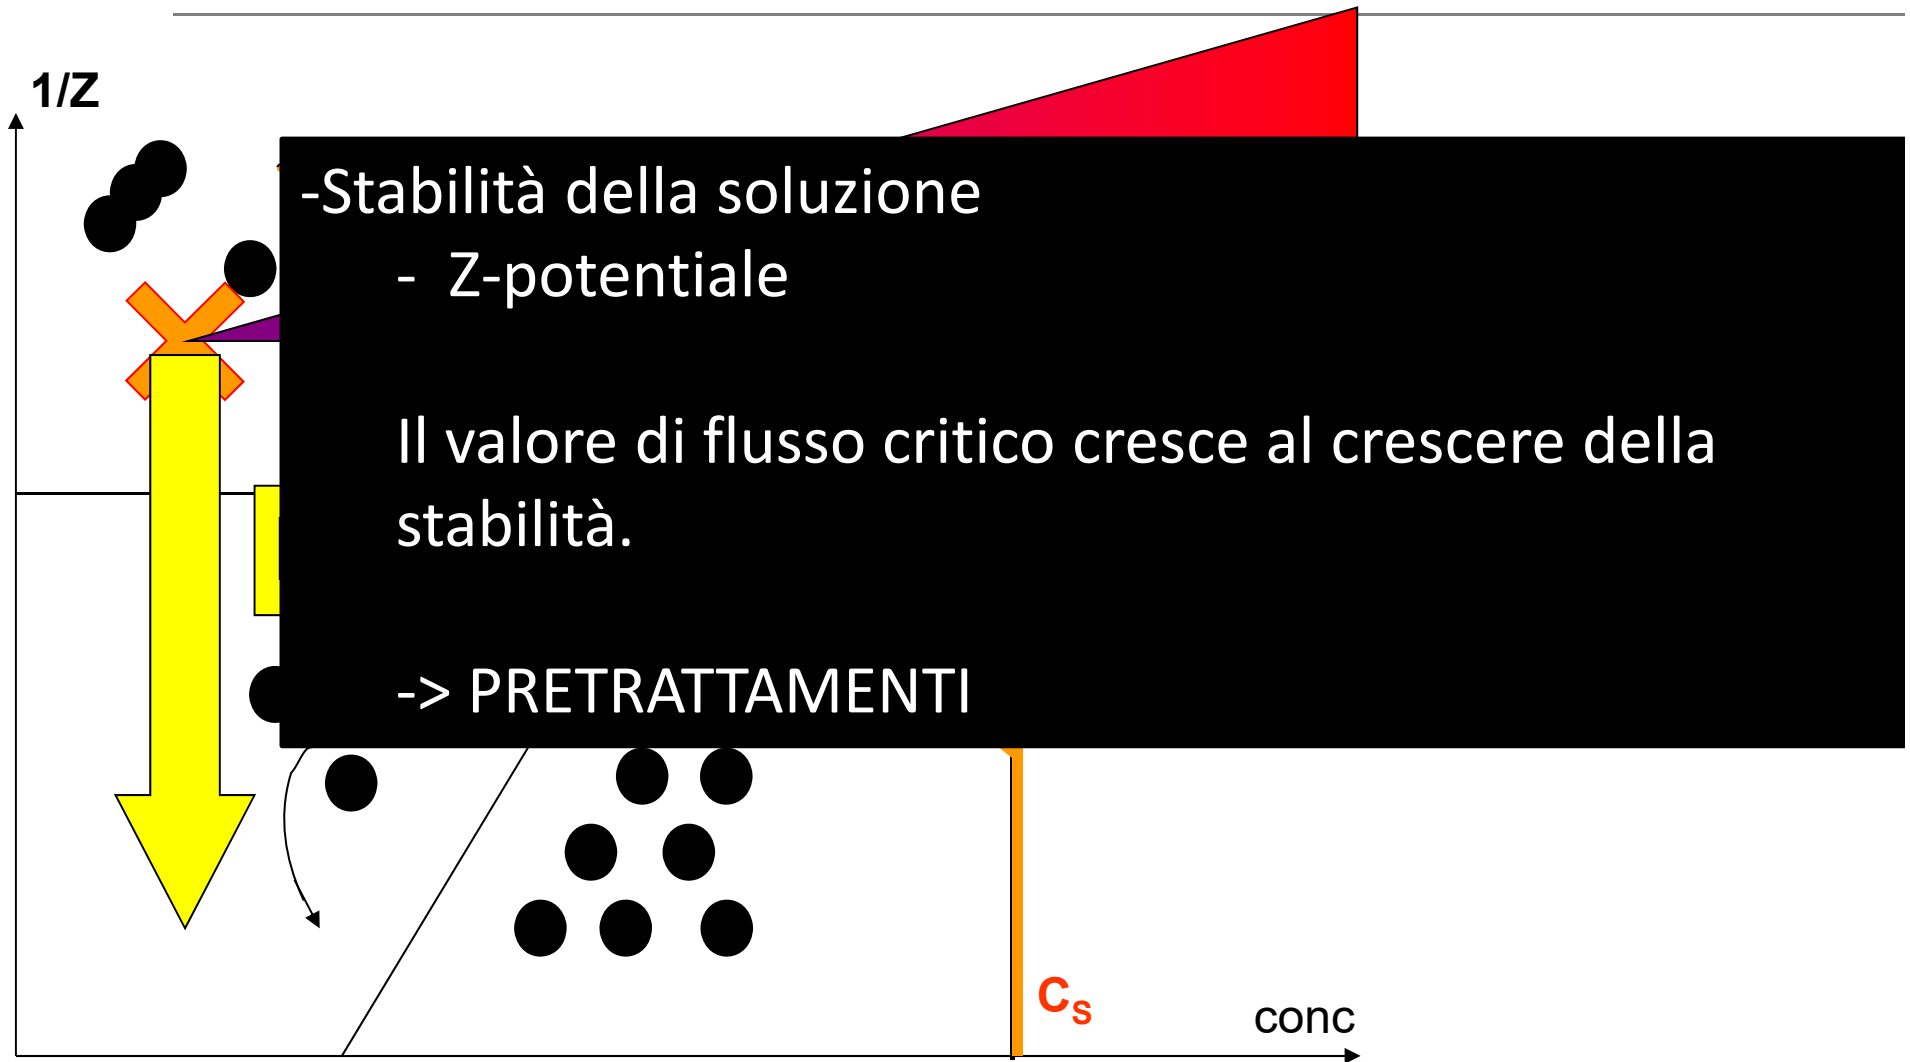 1/Z
-Stabilità della soluzione
- Z-potentiale
Il valore di flusso critico cresce al crescere della
stabilità.
-> PRETRATTAMENTI
CS
conc